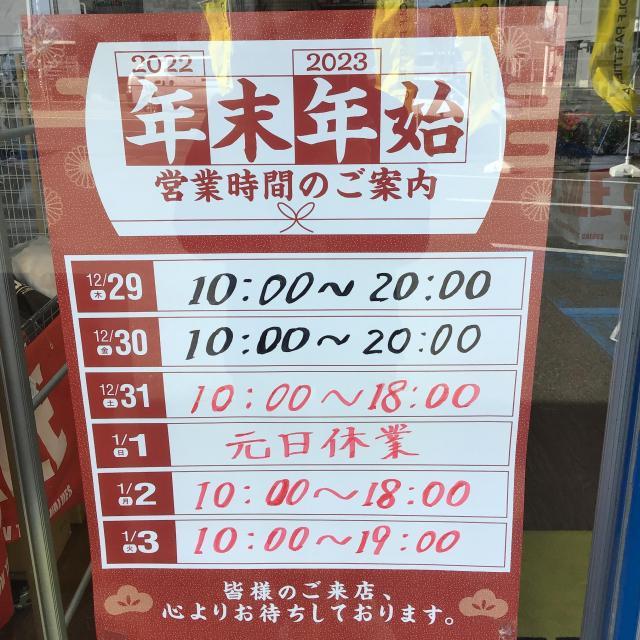 2022 2023
年末年始
営業時間のご案内
12/29 木 10:00～20:00
12/30 金 10:00～20:00
12/31 土 10:00～18:00
1/1 日 元日休業
1/2 月 10:00～18:00
1/3 火 10:00～19:00
皆様のご来店、
心よりお待ちしております。